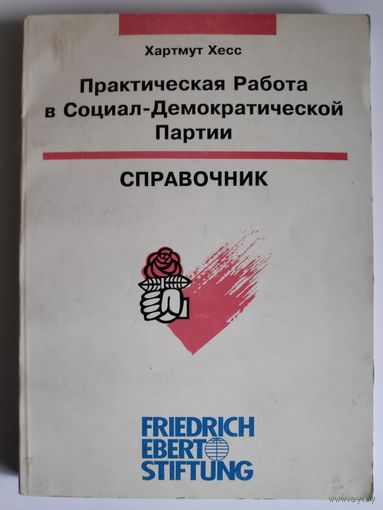 Хартмут Хесс
Практическая Работа
в Социал-Демократической
Партии
СПРАВОЧНИК
FRIEDRICH
EBERT
STIFTUNG